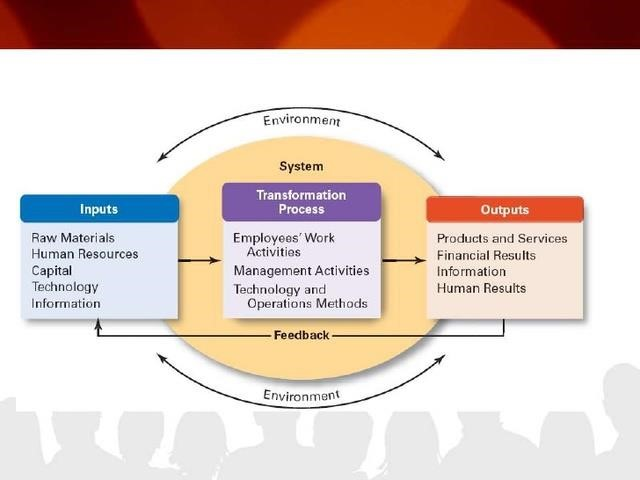 Environment
System
Inputs
Raw Materials
Human Resources
Capital
Technology
Information
Transformation
Process
Employees' Work
Activities
Management Activities
Technology and
Operations Methods
Outputs
Products and Services
Financial Results
Information
Human Results
Feedback
Environment